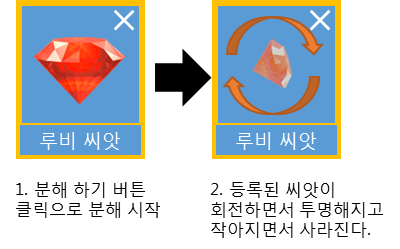 루비 씨앗
루비 씨앗
1. 분해 하기 버튼
클릭으로 분해 시작
2. 등록된 씨앗이
회전하면서 투명해지고
작아지면서 사라진다.